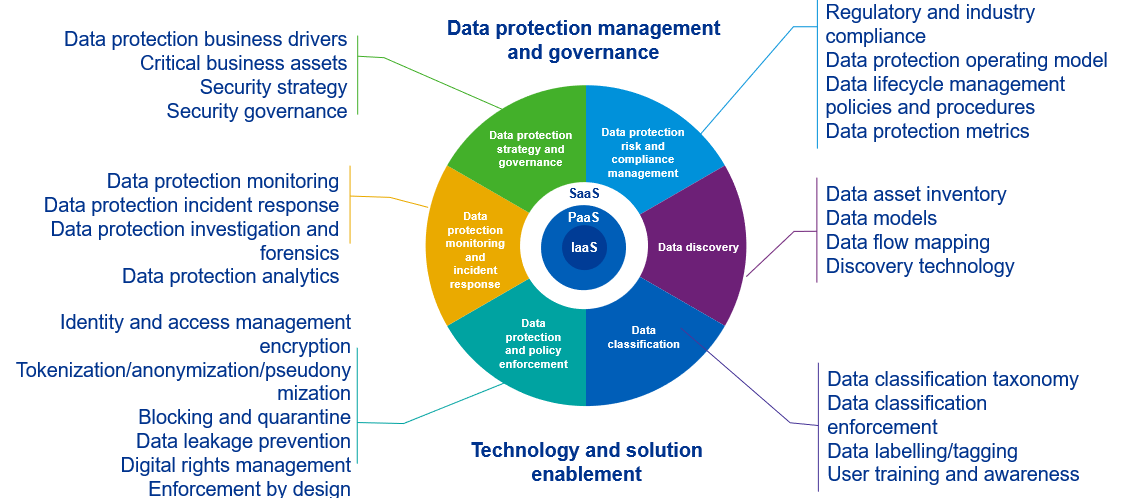 Data protection management
and governance
Data protection business drivers
Critical business assets
Security strategy
Security governance
Regulatory and industry
compliance
Data protection operating model
Data lifecycle management
policies and procedures
Data protection metrics
Data protection
strategy and
governance
Data protection
risk and
compliance
management
Data protection monitoring
Data protection incident response
Data protection investigation and
forensics
Data protection analytics
Data
protection
monitoring
and
incident
response
SaaS
PaaS
IaaS
Data discovery
Data asset inventory
Data models
Data flow mapping
Discovery technology
Identity and access management
encryption
Tokenization/anonymization/pseudony
mization
Blocking and quarantine
Data leakage prevention
Digital rights management
Enforcement by design
Data
protection
and policy
enforcement
Data
classification
Data classification taxonomy
Data classification
enforcement
Data labelling/tagging
User training and awareness
Technology and solution
enablement